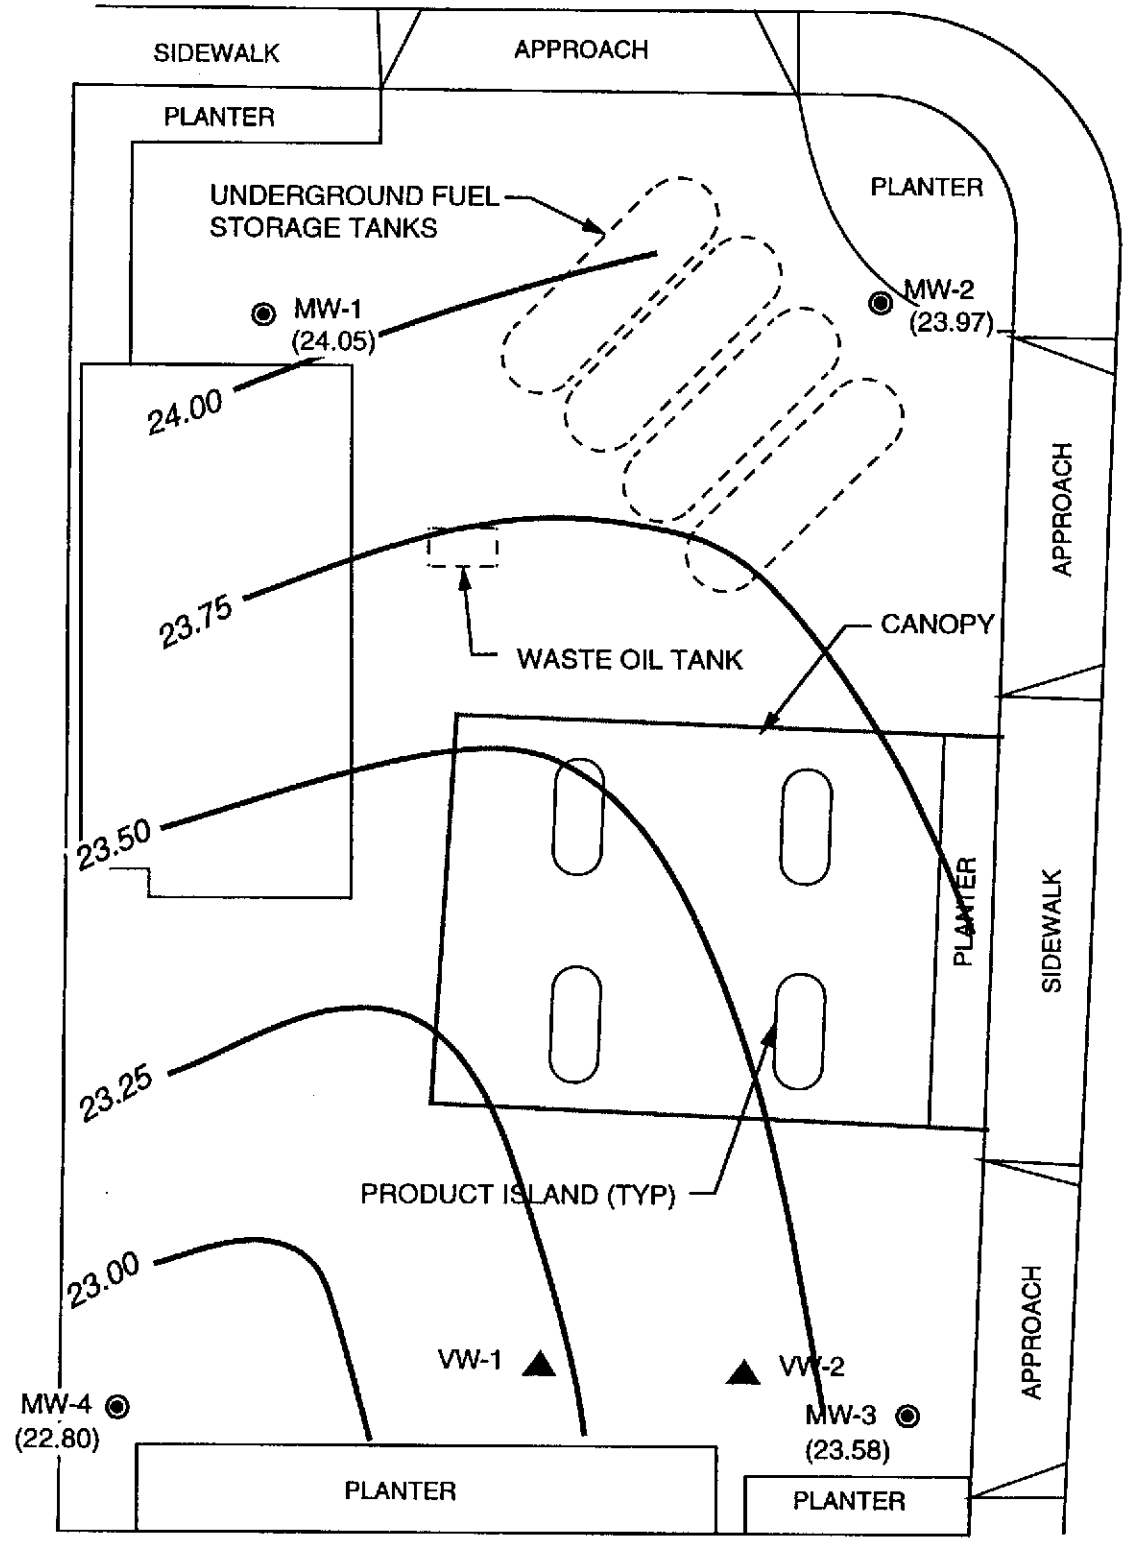 SIDEWALK
APPROACH
PLANTER
UNDERGROUND FUEL
STORAGE TANKS
PLANTER
MW-1
(24.05)
MW-2
(23.97)
24.00
APPROACH
23.75
CANOPY
WASTE OIL TANK
23.50
PLANTER
SIDEWALK
23.25
PRODUCT ISLAND (TYP)
23.00
APPROACH
VW-1
VW-2
MW-4
(22.80)
MW-3
(23.58)
PLANTER
PLANTER